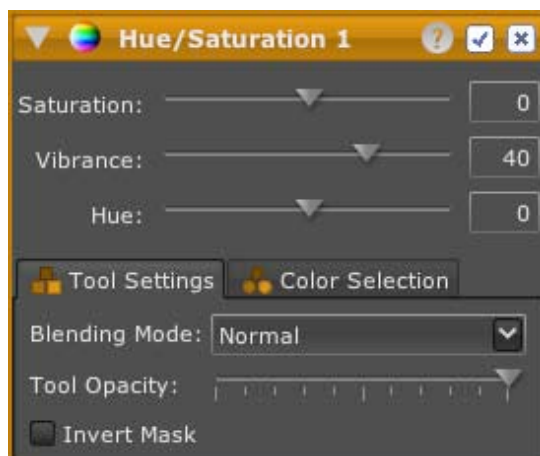 Hue/Saturation 1 ?
Saturation: 0
Vibrance: 40
Hue: 0
Tool Settings Color Selection
Blending Mode: Normal
Tool Opacity:
Invert Mask